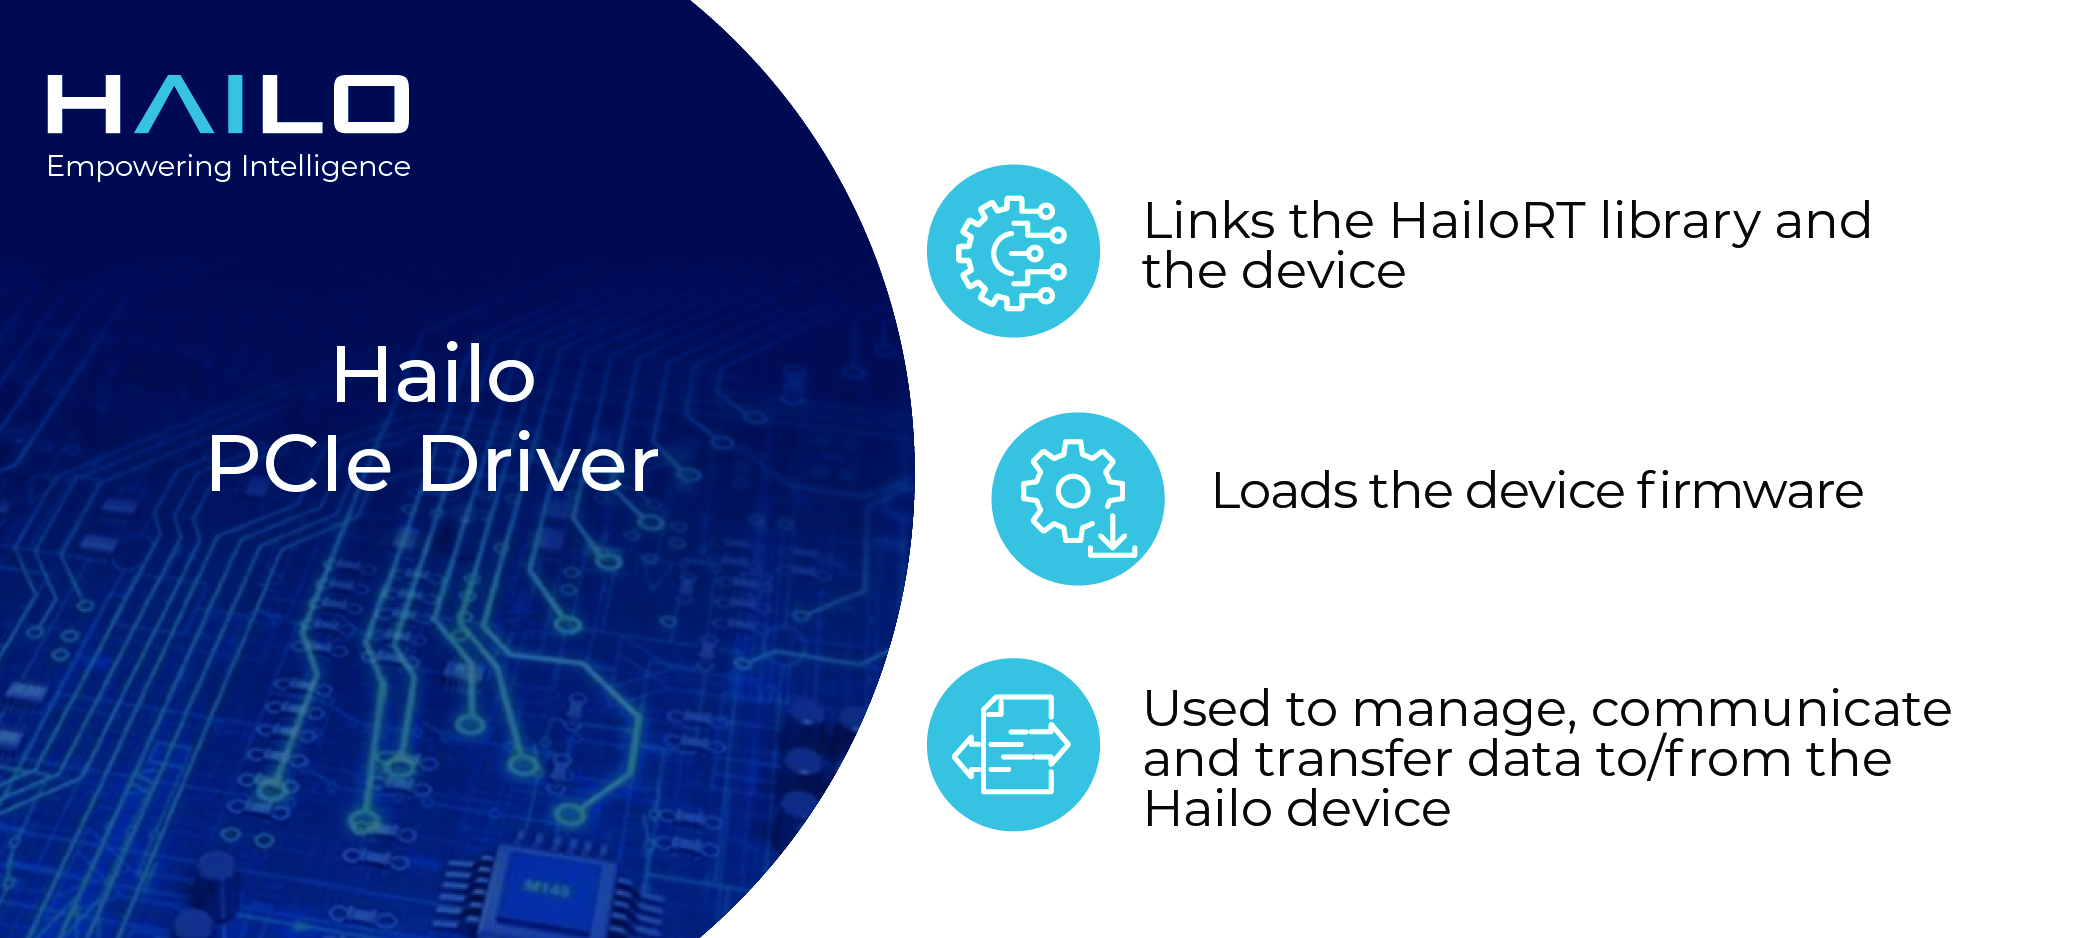 HAILO
Empowering Intelligence
Hailo
PCIe Driver
Links the HailoRT library and
the device
Loads the device firmware
Used to manage, communicate
and transfer data to/from the
Hailo device
M145